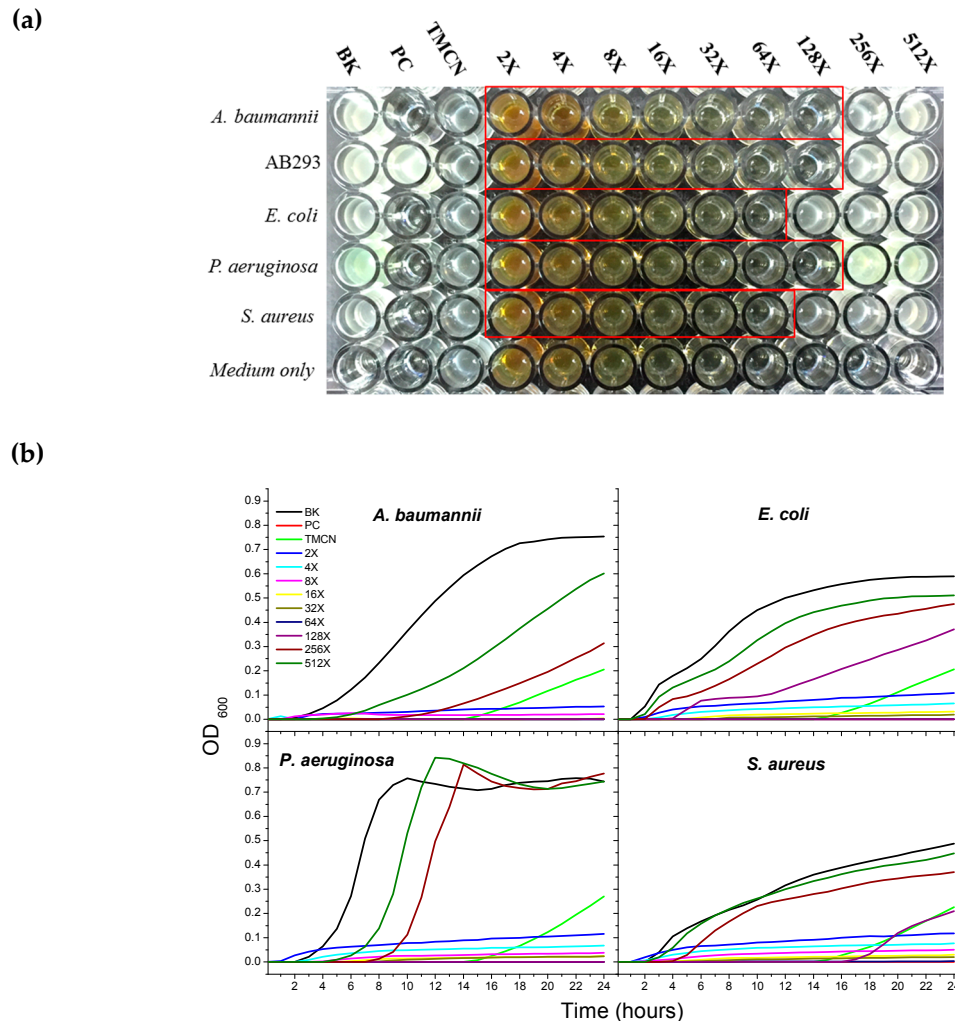 (a)
BK PC TMCN 2X 4X 8X 16X 32X 64X 128X 256X 512X
A. baumannii
AB293
E. coli
P. aeruginosa
S. aureus
Medium only
(b)
0.9
0.8
0.7
0.6
0.5
0.4
0.3
0.2
0.1
0.0
BK
PC
TMCN
2X
4X
8X
16X
32X
64X
128X
256X
512X
A. baumannii
E. coli
OD 600
0.9
0.8
0.7
0.6
0.5
0.4
0.3
0.2
0.1
0.0
P. aeruginosa
S. aureus
2 4 6 8 10 12 14 16 18 20 22 24
2 4 6 8 10 12 14 16 18 20 22 24
Time (hours)